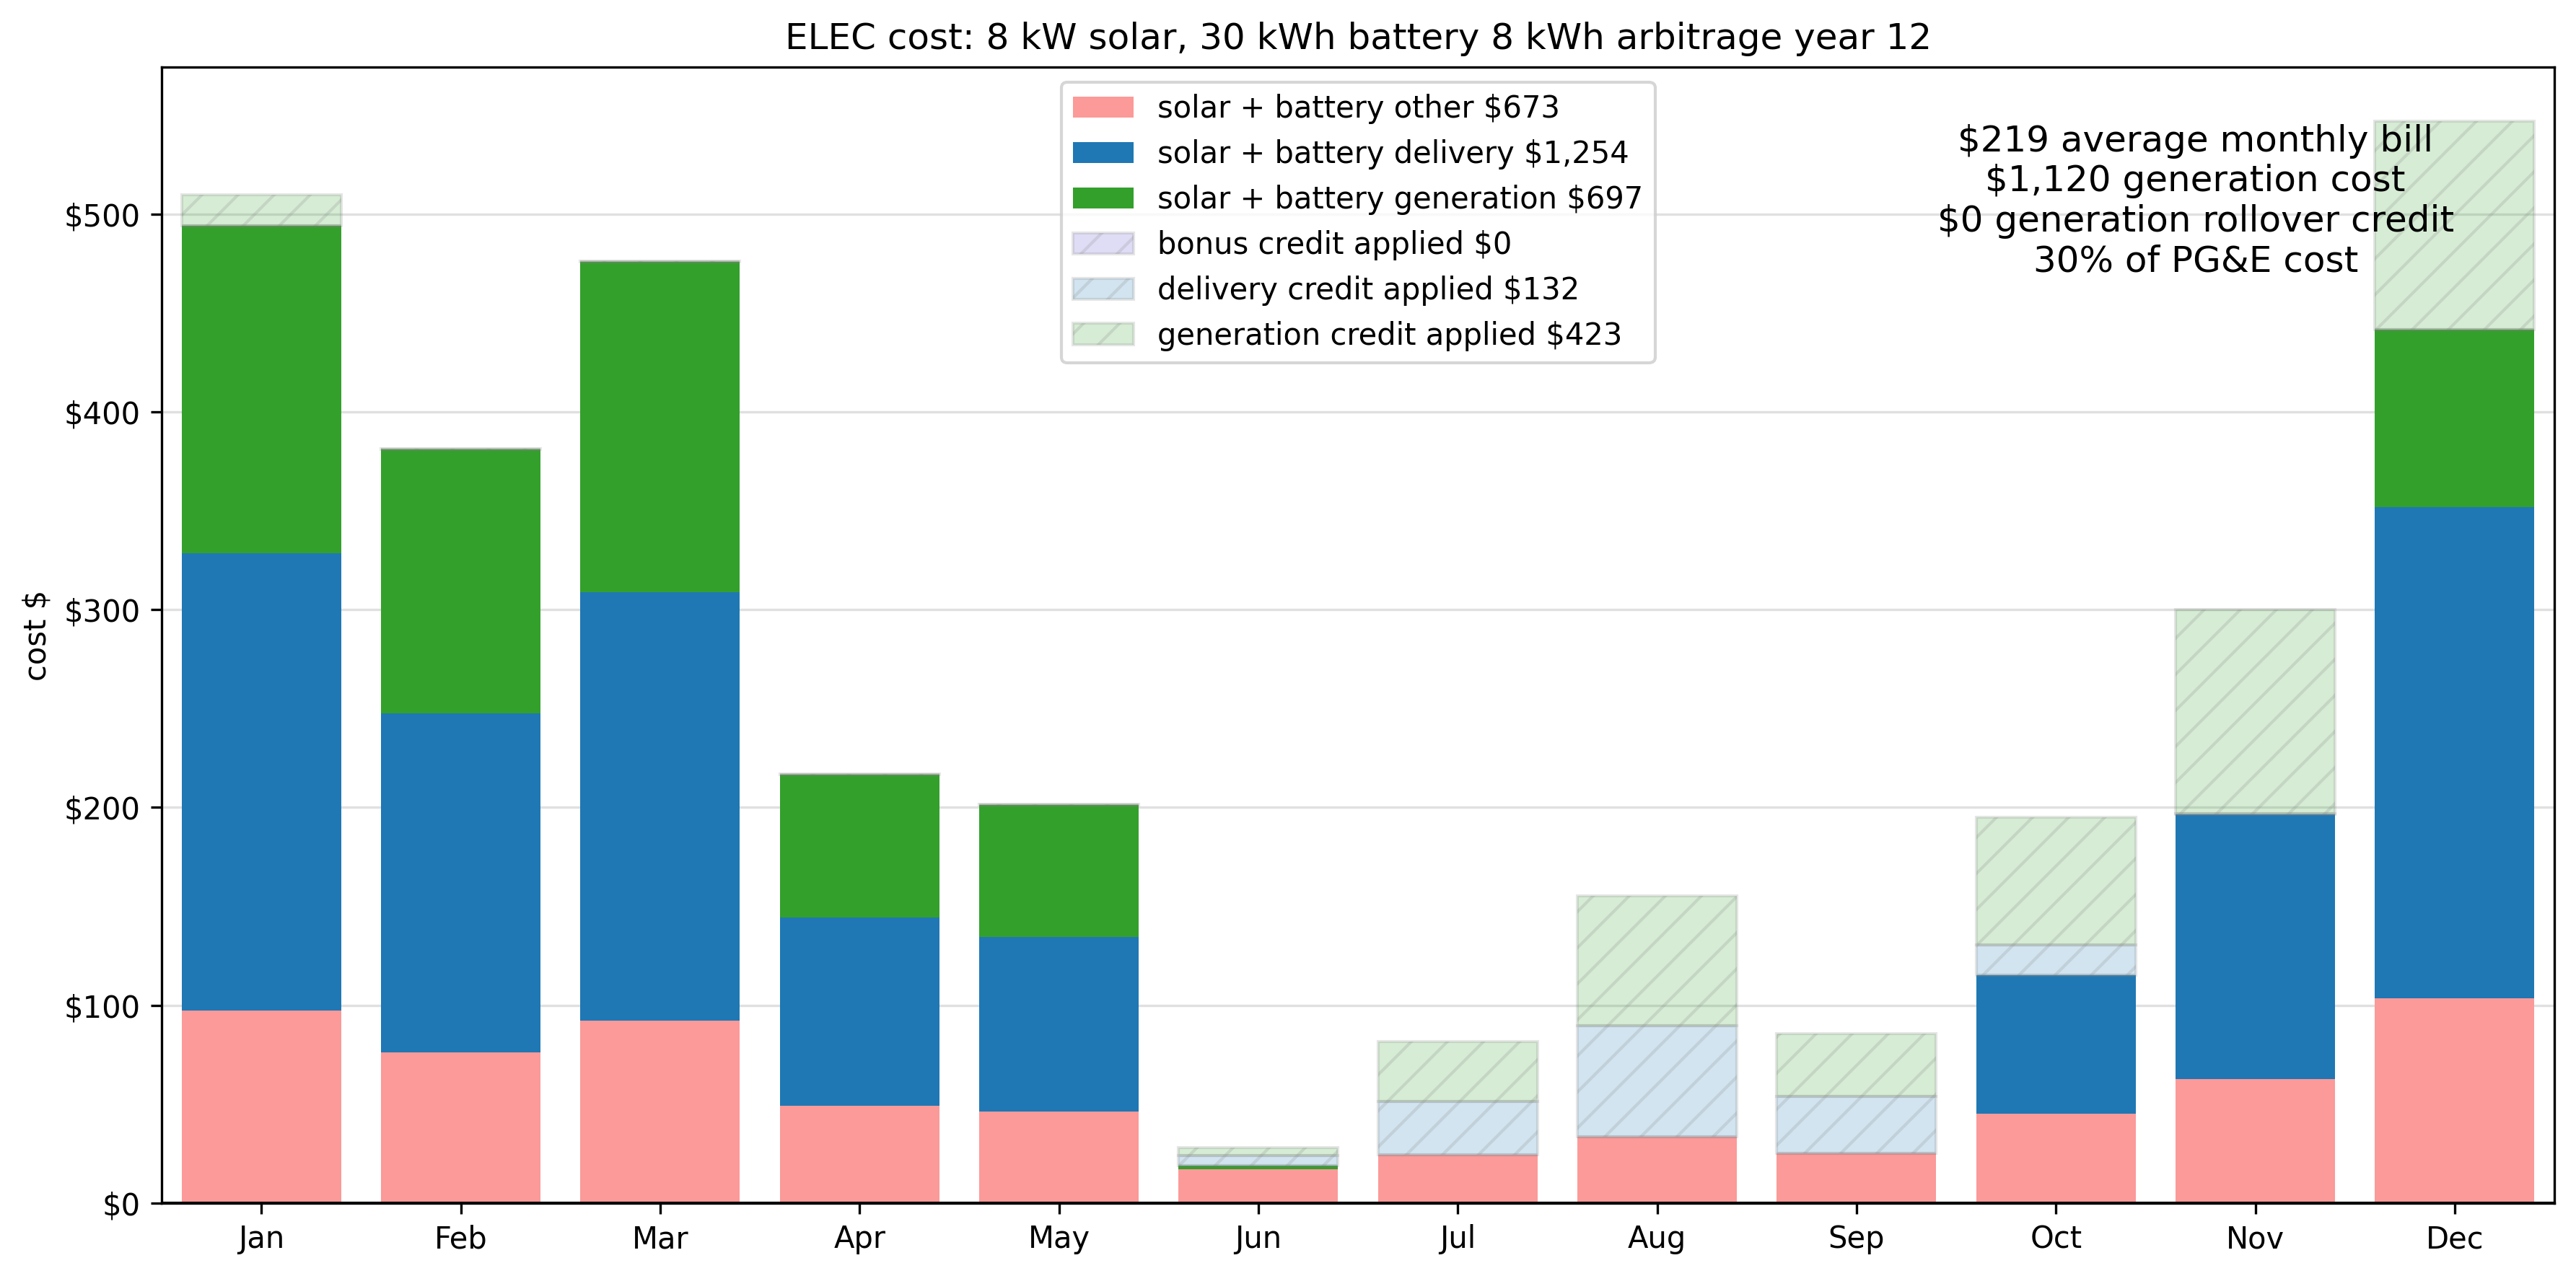 ELEC cost: 8 kW solar, 30 kWh battery 8 kWh arbitrage year 12
solar + battery other $673
solar + battery delivery $1,254
solar + battery generation $697
bonus credit applied $0
delivery credit applied $132
generation credit applied $423
$219 average monthly bill
$1,120 generation cost
$0 generation rollover credit
30% of PG&E cost
cost $
$500
$400
$300
$200
$100
$0
Jan Feb Mar Apr May Jun Jul Aug Sep Oct Nov Dec